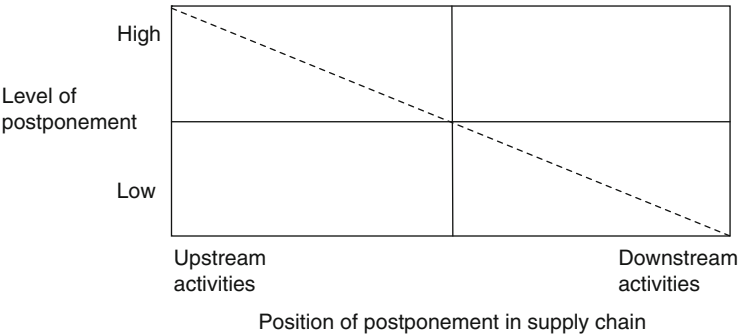 High
Level of
postponement
Low
Upstream
activities
Downstream
activities
Position of postponement in supply chain